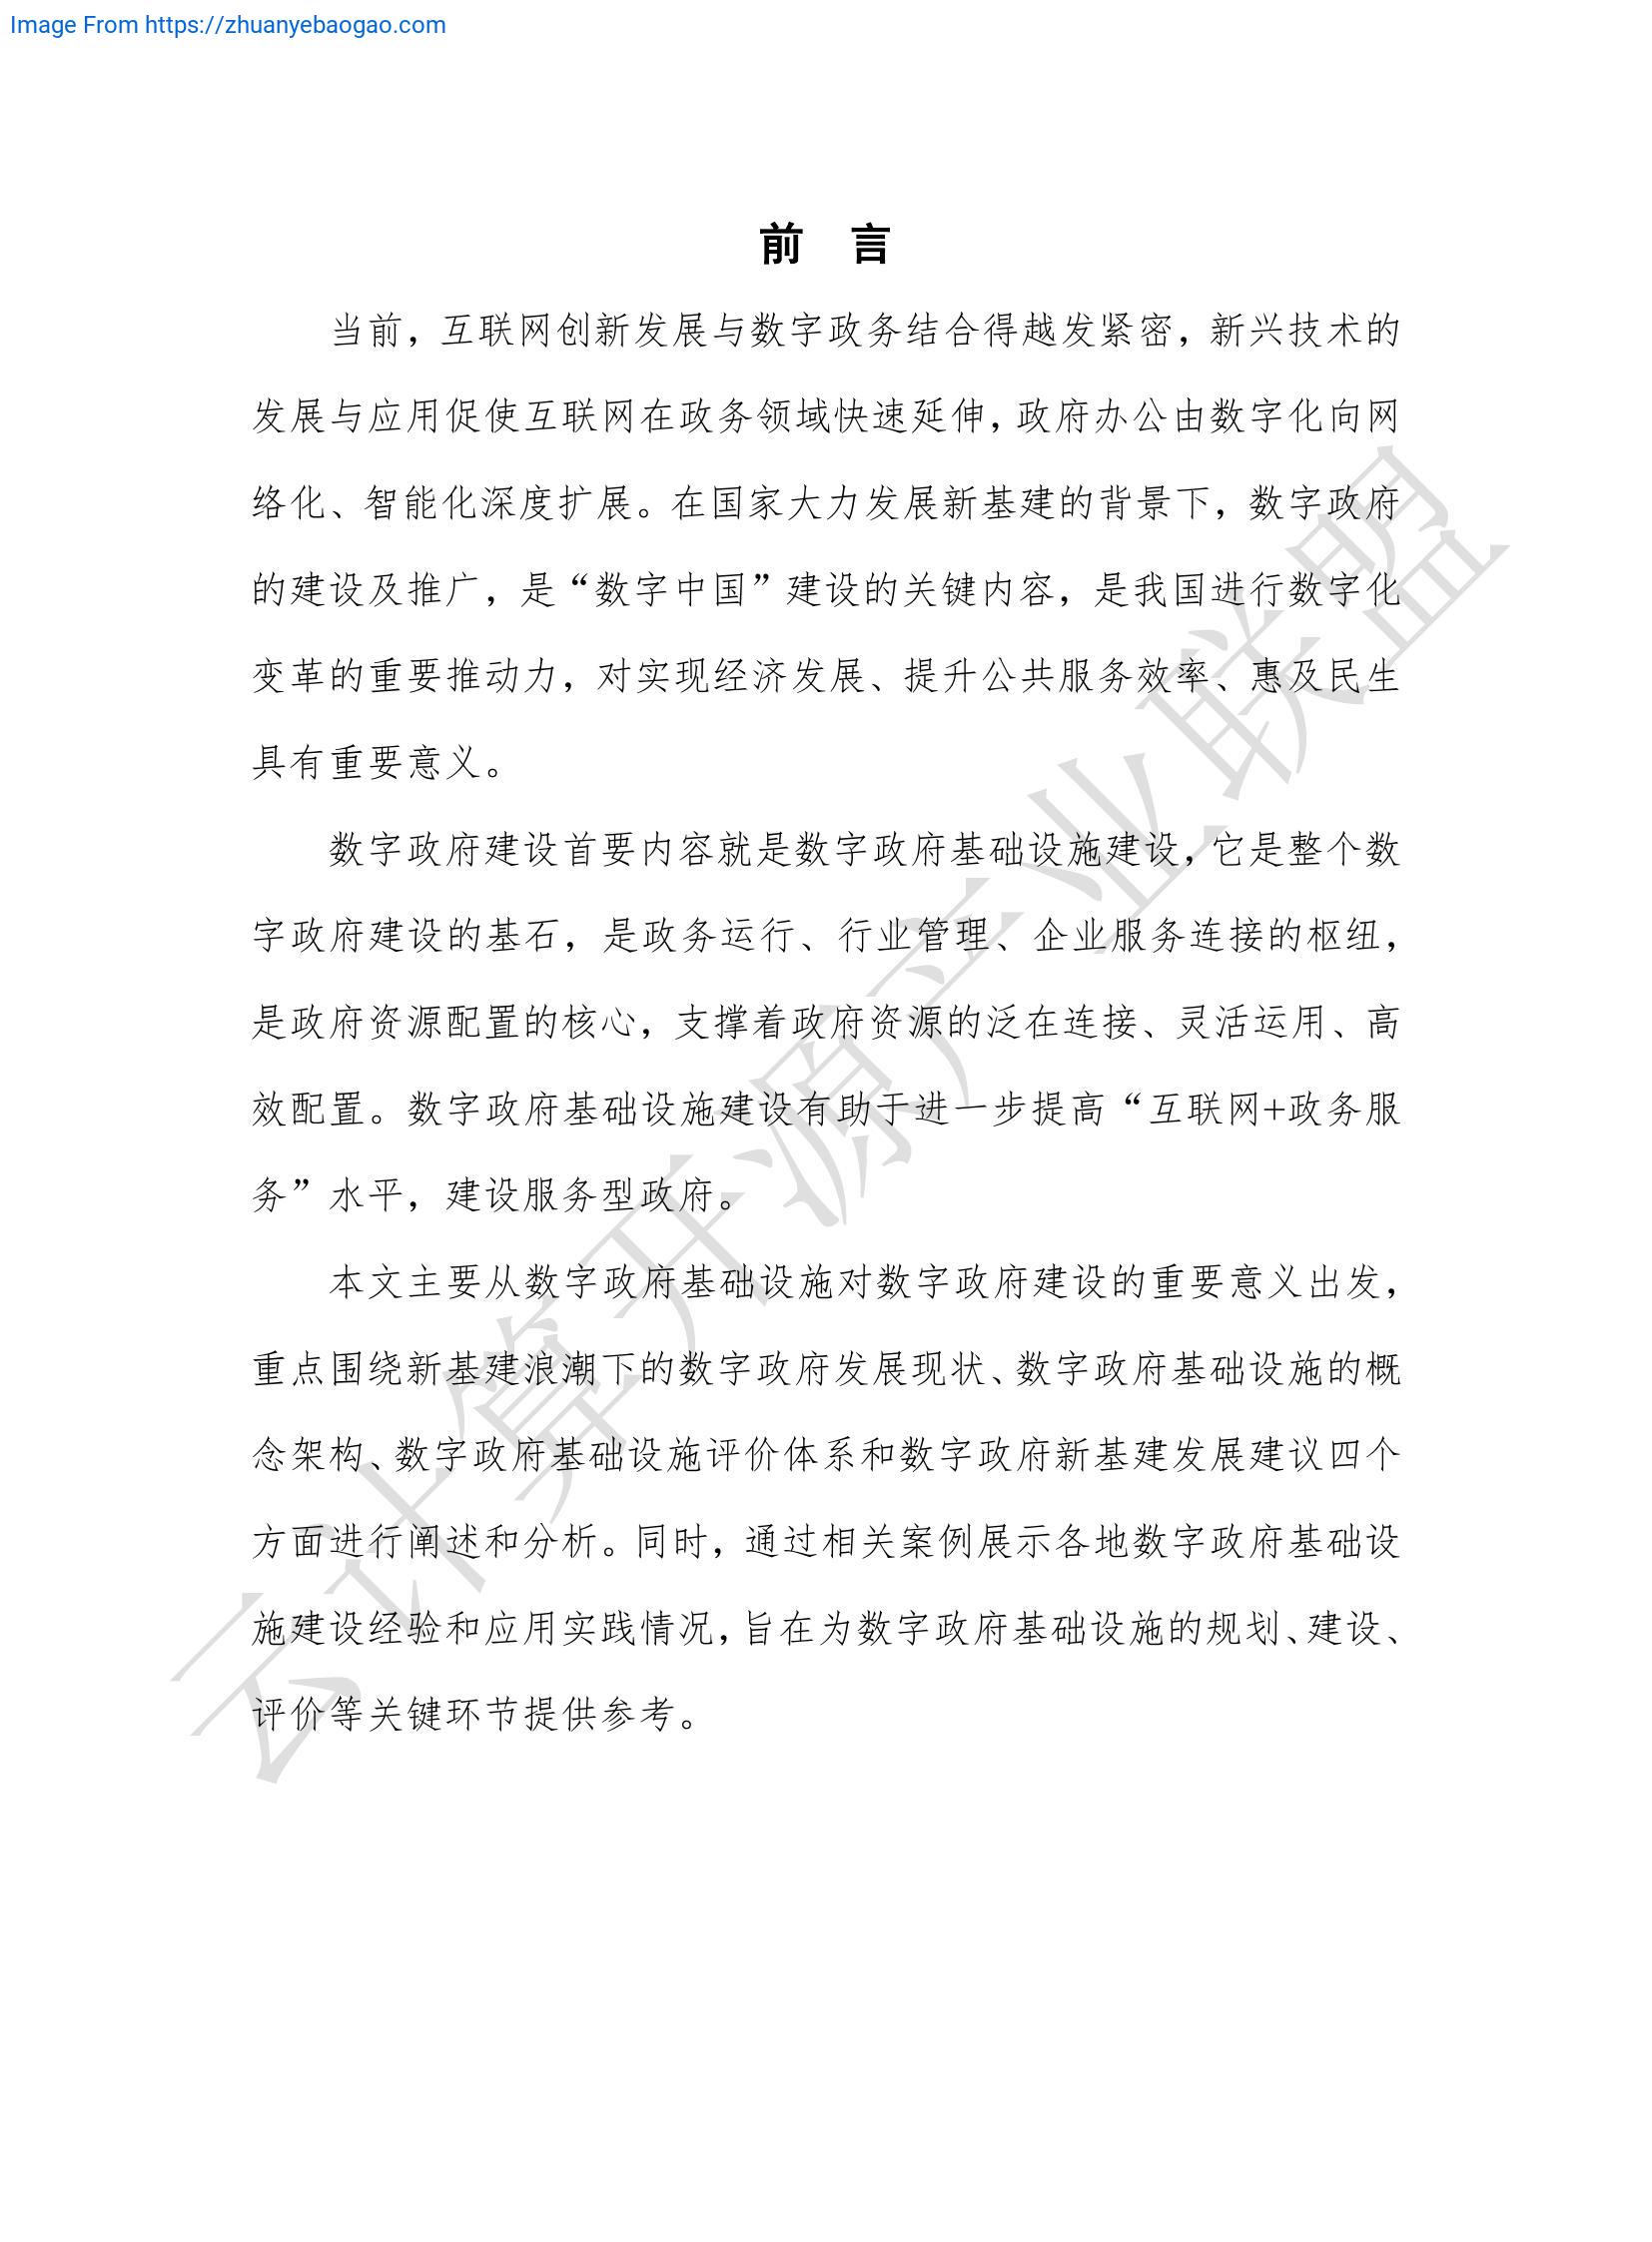 Image From https://zhuanyebaogao.com
前 言
当前，互联网创新发展与数字政务结合得越发紧密，新兴技术的
发展与应用促使互联网在政务领域快速延伸，政府办公由数字化向网
络化、智能化深度扩展。在国家大力发展新基建的背景下，数字政府
的建设及推广，是“数字中国”建设的关键内容，是我国进行数字化
变革的重要推动力，对实现经济发展、提升公共服务效率、惠及民生
具有重要意义。
数字政府建设首要内容就是数字政府基础设施建设，它是整个数
字政府建设的基石，是政务运行、行业管理、企业服务连接的枢纽，
是政府资源配置的核心，支撑着政府资源的泛在连接、灵活运用、高
效配置。数字政府基础设施建设有助于进一步提高“互联网+政务服
务”水平，建设服务型政府。
本文主要从数字政府基础设施对数字政府建设的重要意义出发，
重点围绕新基建浪潮下的数字政府发展现状、数字政府基础设施的概
念架构、数字政府基础设施评价体系和数字政府新基建发展建议四个
方面进行阐述和分析。同时，通过相关案例展示各地数字政府基础设
施建设经验和应用实践情况，旨在为数字政府基础设施的规划、建设、
评价等关键环节提供参考。
云计算开源产业联盟